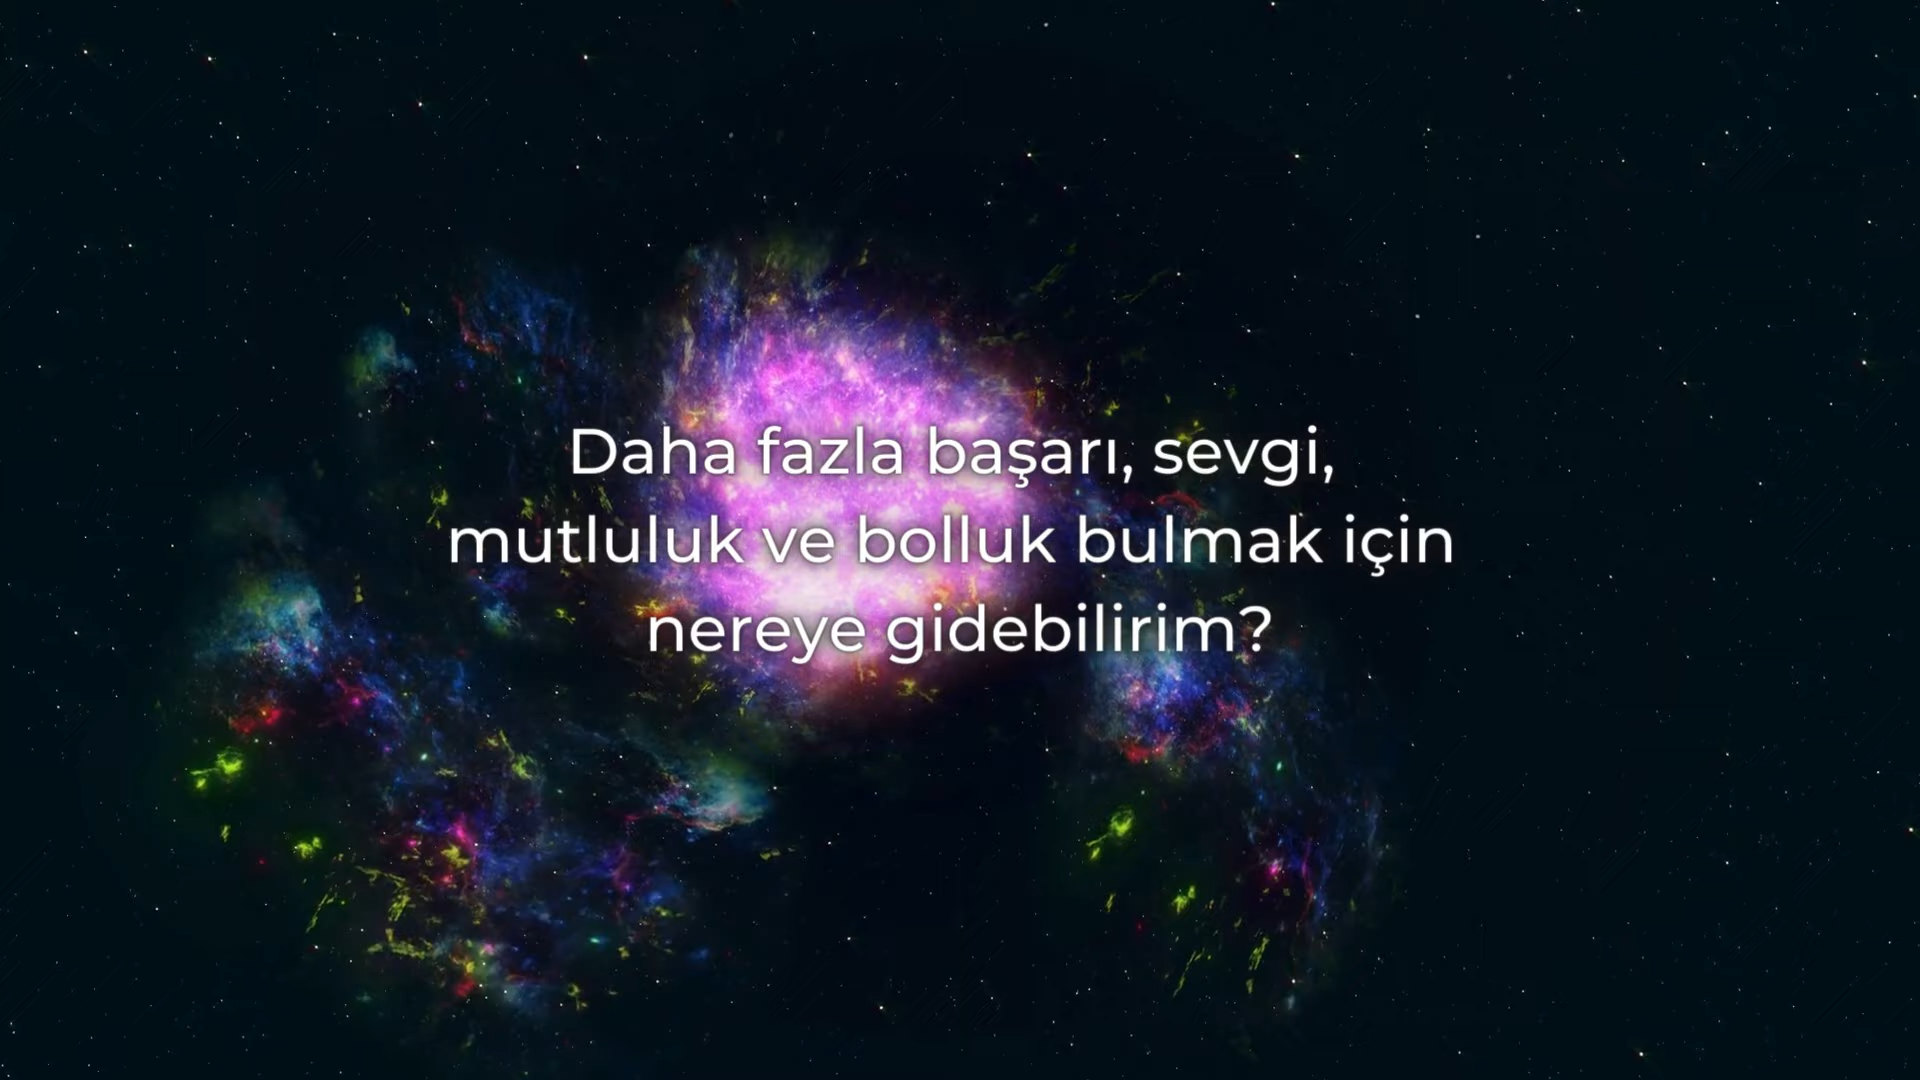 Daha fazla başarı, sevgi,
mutluluk ve bolluk bulmak için
nereye gidebilirim?